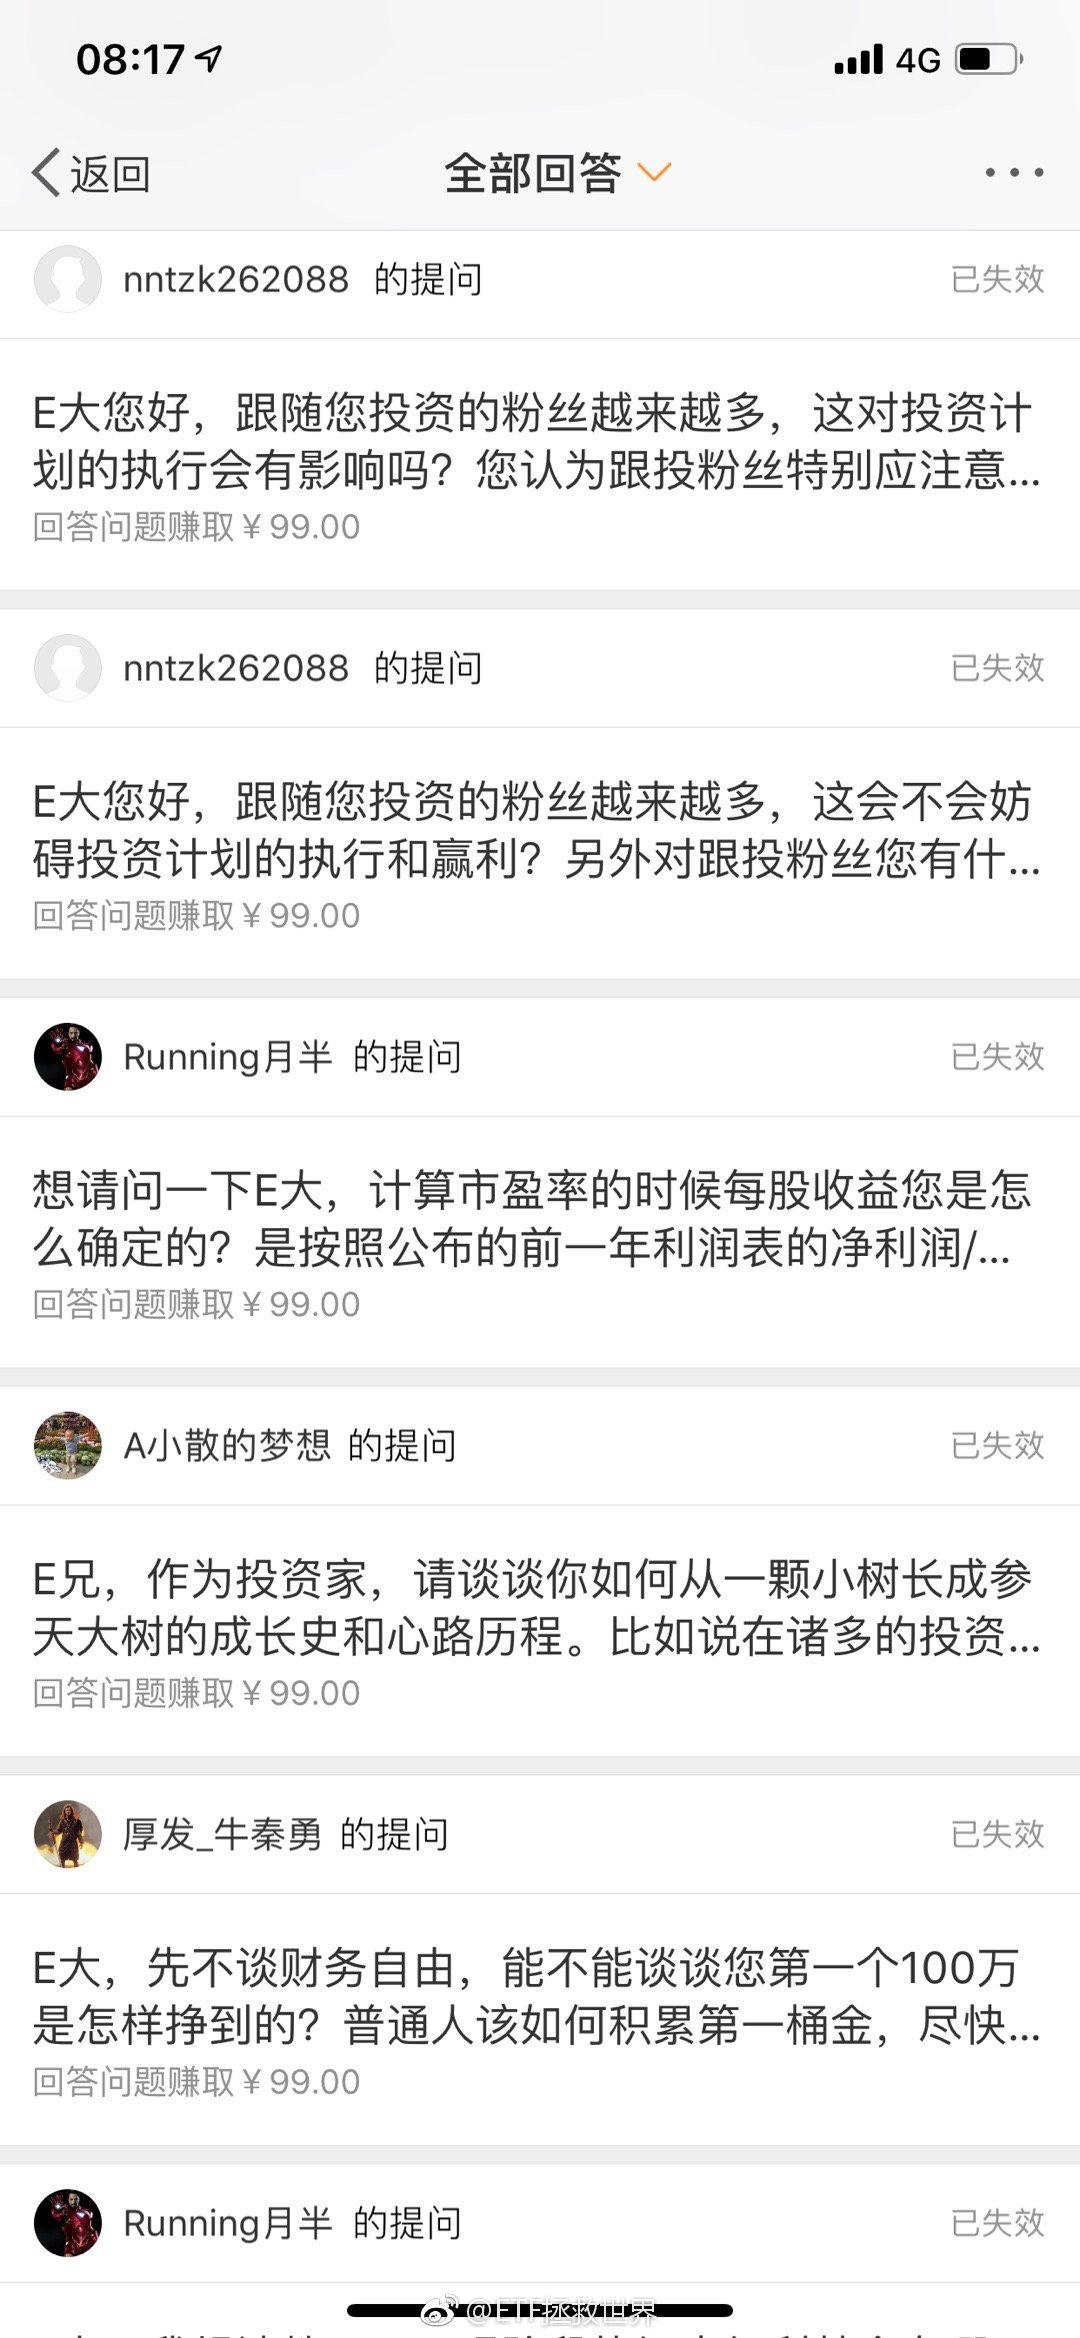 08:17
4G
返回
全部回答
nntzk262088 的提问
已失效
E大您好，跟随您投资的粉丝越来越多，这对投资计
划的执行会有影响吗？您认为跟投粉丝特别应注意...
回答问题赚取 ¥ 99.00
nntzk262088 的提问
已失效
E大您好，跟随您投资的粉丝越来越多，这会不会妨
碍投资计划的执行和赢利？另外对跟投粉丝您有什...
回答问题赚取 ¥ 99.00
Running月半 的提问
已失效
想请问一下E大，计算市盈率的时候每股收益您是怎
么确定的？是按照公布的前一年利润表的净利润/...
回答问题赚取 ¥ 99.00
A小散的梦想 的提问
已失效
E兄，作为投资家，请谈谈你如何从一颗小树长成参
天大树的成长史和心路历程。比如说在诸多的投资...
回答问题赚取 ¥ 99.00
厚发_牛秦勇 的提问
已失效
E大，先不谈财务自由，能不能谈谈您第一个100万
是怎样挣到的？普通人该如何积累第一桶金，尽快...
回答问题赚取 ¥ 99.00
Running月半 的提问
已失效
@ETF拯救世界